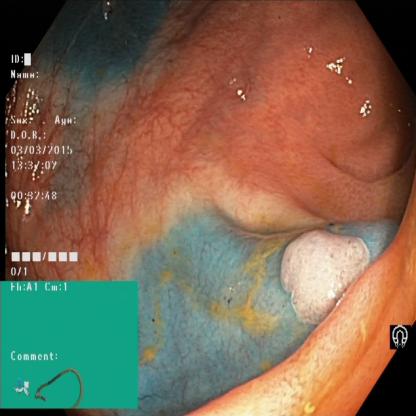 ID:
Name:
Sex: Age:
D.O.B.:
03/03/2015
13:37:07
00:37:48
■■■/■■■
0/1
Eh:A1 Cm:1
Comment: